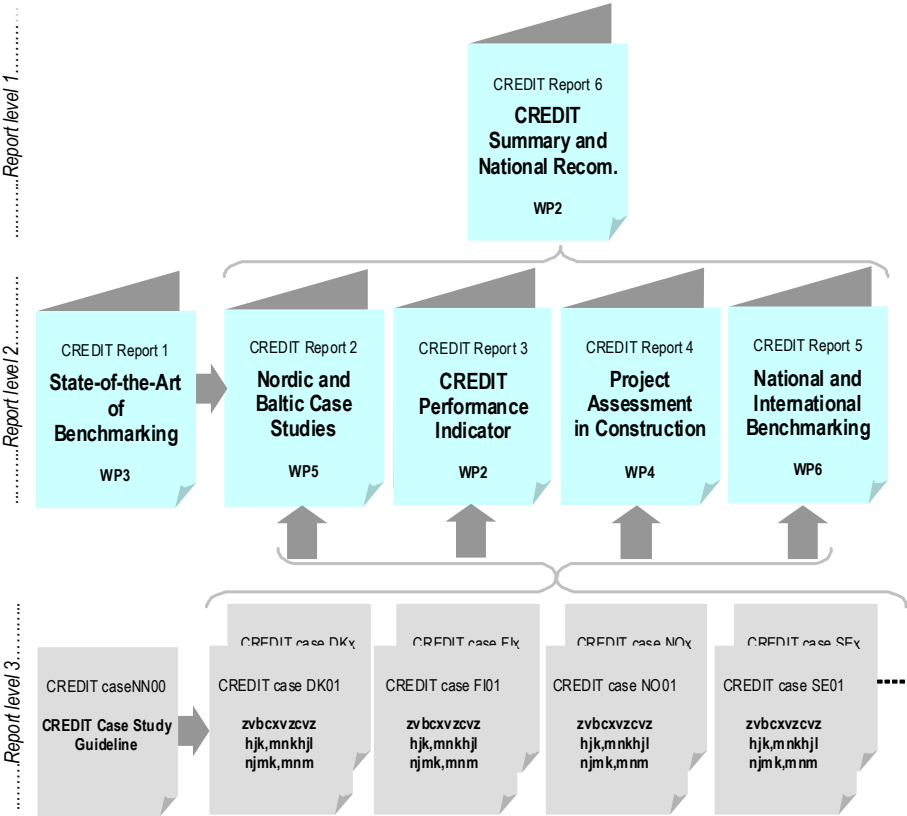 ..........Report level 1..........
CREDIT Report 6
CREDIT
Summary and
National Recom.
WP2
..........Report level 2..........
CREDIT Report 1
State-of-the-Art
of
Benchmarking
WP3
CREDIT Report 2
Nordic and
Baltic Case
Studies
WP5
CREDIT Report 3
CREDIT
Performance
Indicator
WP2
CREDIT Report 4
Project
Assessment
in Construction
WP4
CREDIT Report 5
National and
International
Benchmarking
WP6
..........Report level 3..........
CREDIT caseNN00
CREDIT Case Study
Guideline
CREDIT case DKx
CREDIT case DK01
zvbcxvzcvz
hjk,mnkhjl
njmk,mnm
CREDIT case FIx
CREDIT case FI01
zvbcxvzcvz
hjk,mnkhjl
njmk,mnm
CREDIT case NOx
CREDIT case NO01
zvbcxvzcvz
hjk,mnkhjl
njmk,mnm
CREDIT case SEx
CREDIT case SE01
zvbcxvzcvz
hjk,mnkhjl
njmk,mnm